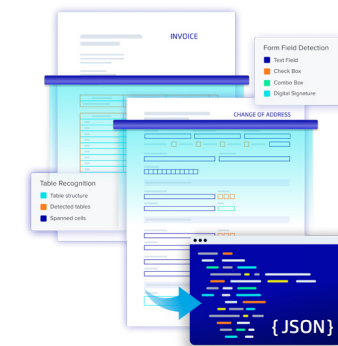 INVOICE
Form Field Detection
Text Field
Check Box
Combo Box
Digital Signature
CHANGE OF ADDRESS
Table Recognition
Table structure
Detected tables
Spanned cells
{ JSON }